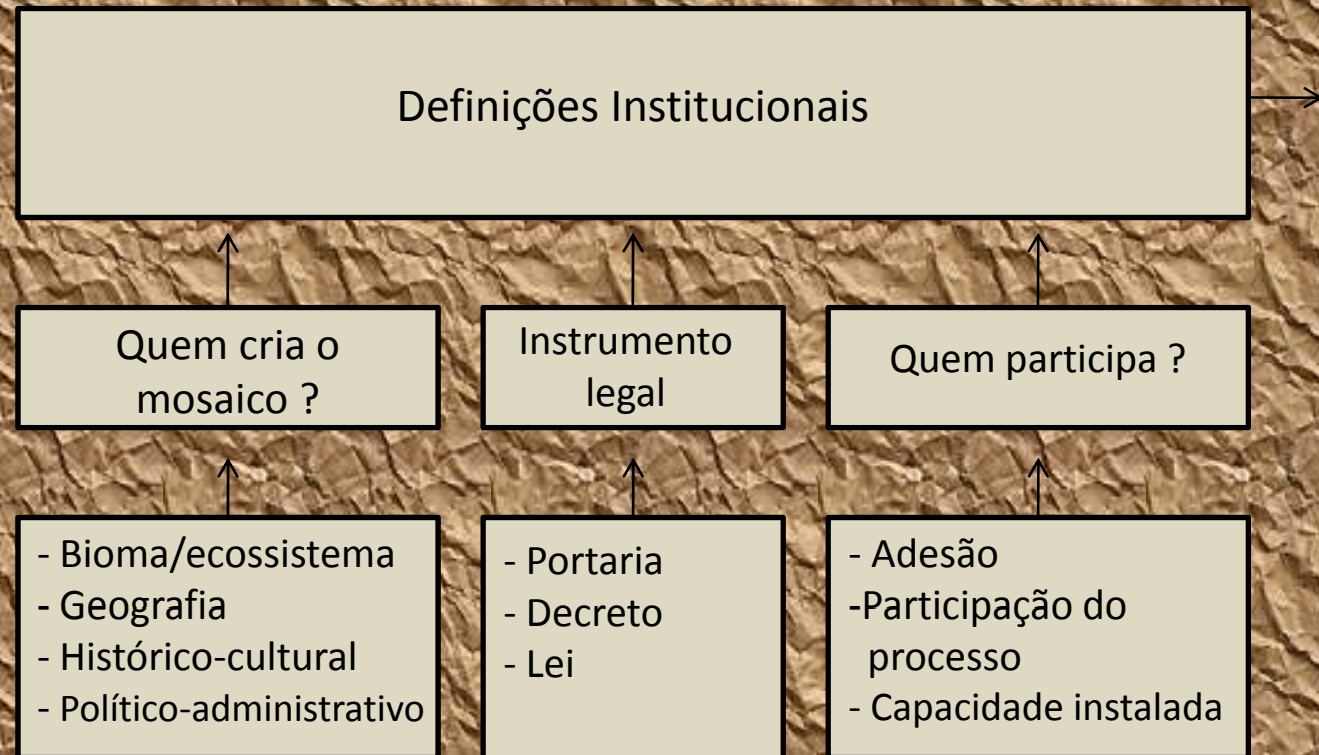 Definições Institucionais
Quem cria o
mosaico ?
Instrumento
legal
Quem participa ?
- Bioma/ecossistema
- Geografia
- Histórico-cultural
- Político-administrativo
- Portaria
- Decreto
- Lei
- Adesão
-Participação do
processo
- Capacidade instalada